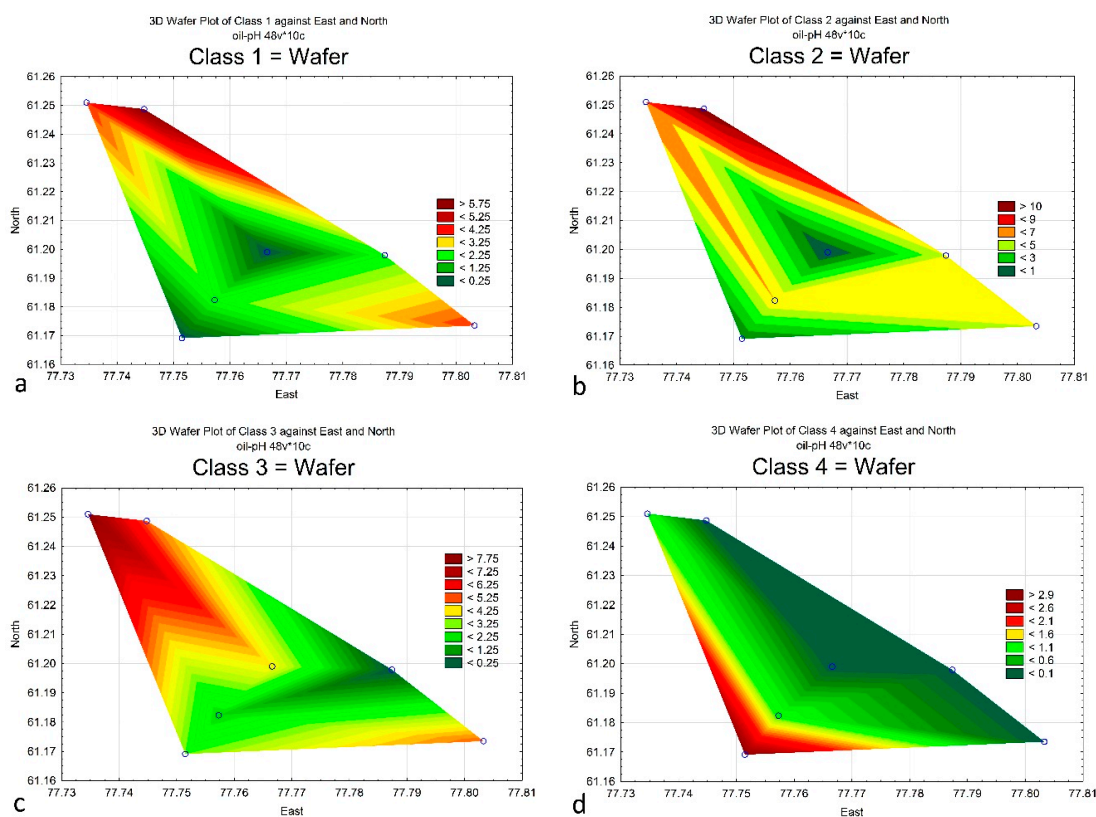 3D Wafer Plot of Class 1 against East and North
oil-pH 48v*10c
Class 1 = Wafer
61.26
61.25
61.24
61.23
61.22
61.21
61.20
61.19
61.18
61.17
61.16
North
77.73 77.74 77.75 77.76 77.77 77.78 77.79 77.80 77.81
East
> 5.75
< 5.25
< 4.25
< 3.25
< 2.25
< 1.25
< 0.25
a
3D Wafer Plot of Class 2 against East and North
oil-pH 48v*10c
Class 2 = Wafer
61.26
61.25
61.24
61.23
61.22
61.21
61.20
61.19
61.18
61.17
61.16
North
77.73 77.74 77.75 77.76 77.77 77.78 77.79 77.80 77.81
East
> 10
< 9
< 7
< 5
< 3
< 1
b
3D Wafer Plot of Class 3 against East and North
oil-pH 48v*10c
Class 3 = Wafer
61.26
61.25
61.24
61.23
61.22
61.21
61.20
61.19
61.18
61.17
61.16
North
77.73 77.74 77.75 77.76 77.77 77.78 77.79 77.80 77.81
East
> 7.75
< 7.25
< 6.25
< 5.25
< 4.25
< 3.25
< 2.25
< 1.25
< 0.25
c
3D Wafer Plot of Class 4 against East and North
oil-pH 48v*10c
Class 4 = Wafer
61.26
61.25
61.24
61.23
61.22
61.21
61.20
61.19
61.18
61.17
61.16
North
77.73 77.74 77.75 77.76 77.77 77.78 77.79 77.80 77.81
East
> 2.9
< 2.6
< 2.1
< 1.6
< 1.1
< 0.6
< 0.1
d